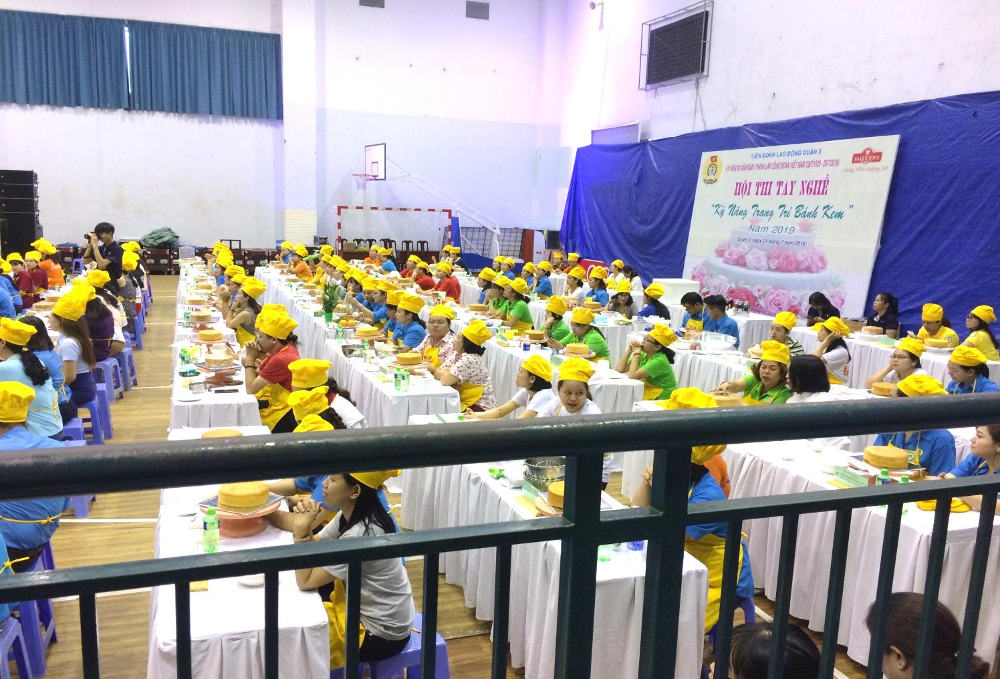 LIÊN ĐOÀN LAO ĐỘNG QUẬN 3
KỶ NIỆM 90 NĂM NGÀY THÀNH LẬP CÔNG ĐOÀN VIỆT NAM (28/7/1929 - 28/7/2019)
BAKER LOVE
Living With Baking Art
HỘI THI TAY NGHỀ
"Kỹ Năng Trang Trí Bánh Kem"
Năm 2019
Quận 3, ngày 21 tháng 7 năm 2019
2